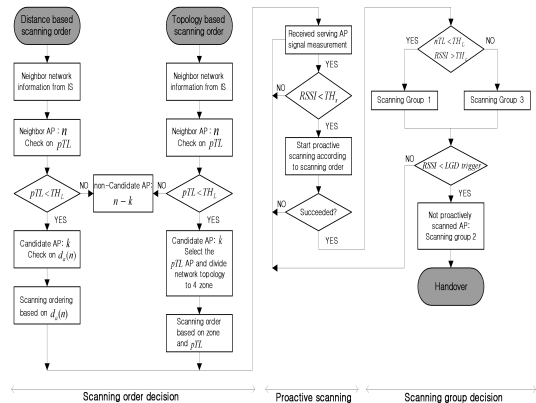 Distance based
scanning order
Neighbor network
information from IS
Neighbor AP: n
Check on pTL
pTL<TH_L
NO
YES
Candidate AP: k
Check on d_a(n)
Scanning ordering
based on d_a(n)
non-Candidate AP:
n - k
Topology based
scanning order
Neighbor network
information from IS
Neighbor AP: n
Check on pTL
pTL<TH_L
NO
YES
Candidate AP: k
Select the
pTL AP and divide
network topology
to 4 zone
Scanning order
based on zone
and pTL
Received serving AP
signal measurement
YES
RSSI<TH_s
NO
YES
Start proactive
scanning according
to scanning order
Succeeded?
NO
YES
nTL<TH_L
RSSI>TH_s
YES
NO
Scanning Group 1
Scanning Group 3
RSSI<LGD trigger
NO
YES
Not proactively
scanned AP:
Scanning group 2
Handover
Scanning order decision
Proactive scanning
Scanning group decision